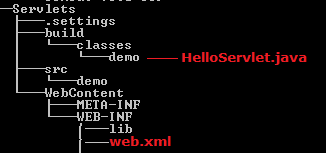 Servlets
.settings
build
classes
demo HelloServlet.java
src
demo
WebContent
META-INF
WEB-INF
lib
web.xml